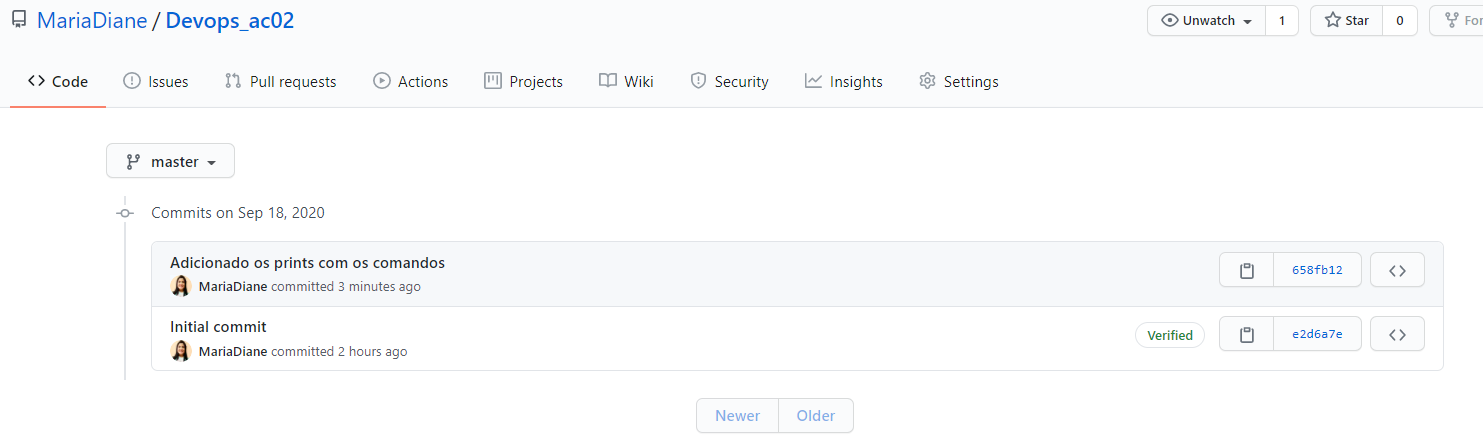 MariaDiane / Devops_ac02
Unwatch 1 Star 0 For
Code Issues Pull requests Actions Projects Wiki Security Insights Settings
master
Commits on Sep 18, 2020
Adicionado os prints com os comandos
MariaDiane committed 3 minutes ago
658fb12
Initial commit
MariaDiane committed 2 hours ago
Verified e2d6a7e
Newer Older